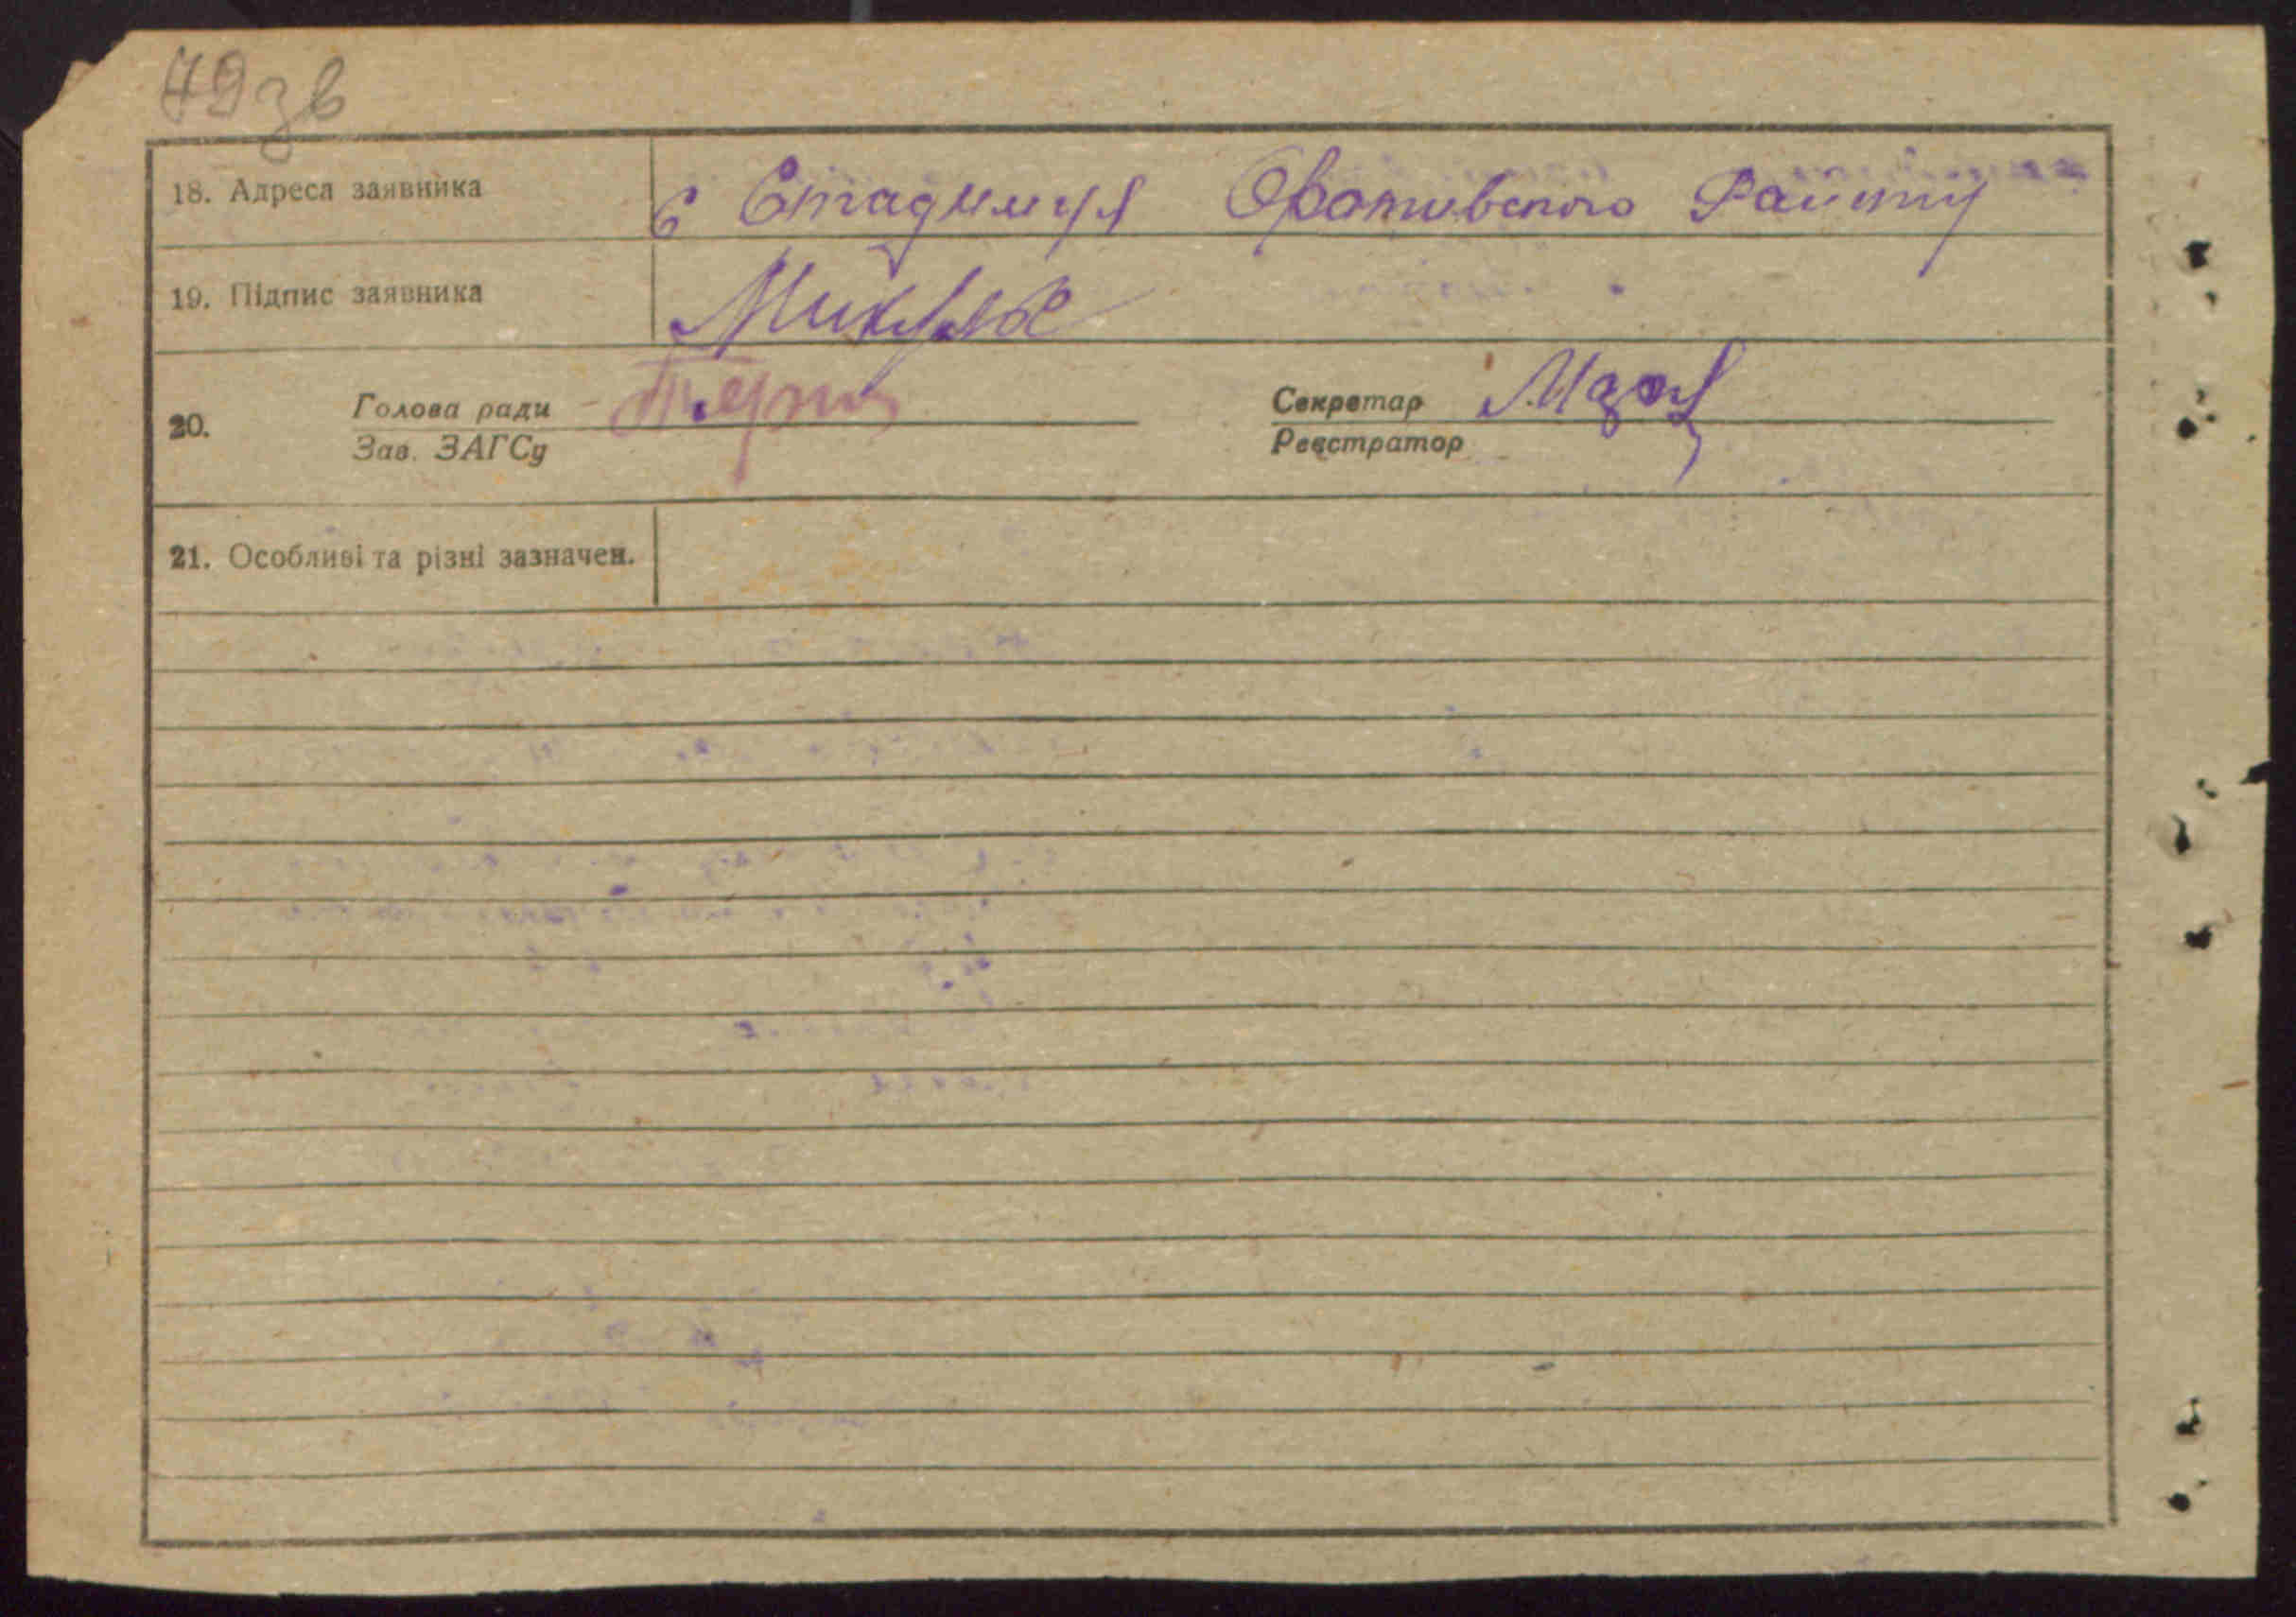 79зв
18. Адреса заявника с Стадниця Оративского Району
19. Підпис заявника
20. Голова ради Секретар
Зав. ЗАГСу Реєстратор
21. Особливі та різні зазначен.